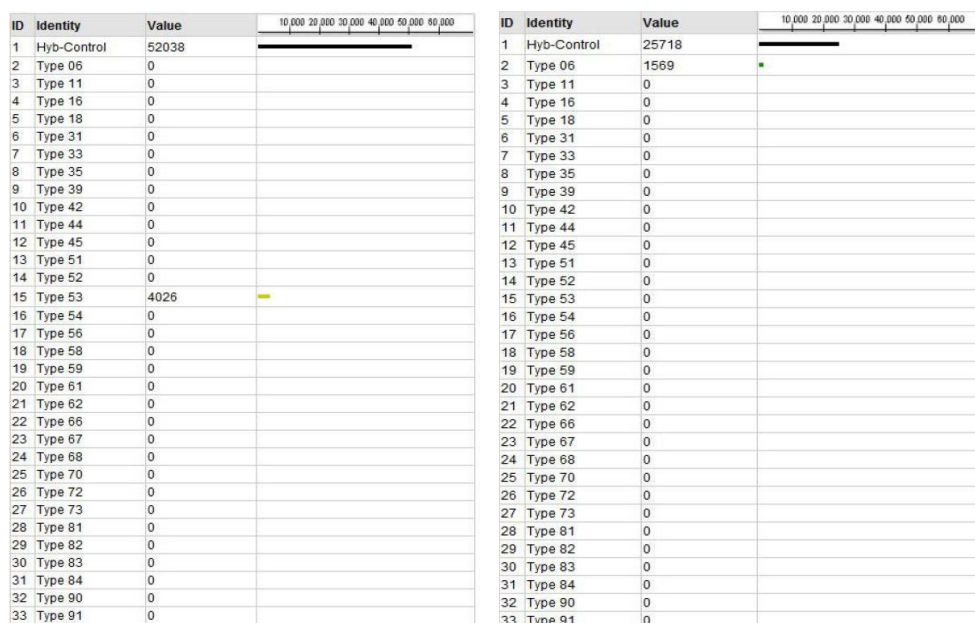 ID Identity Value 10,000 20,000 30,000 40,000 50,000 60,000
1 Hyb-Control 52038
2 Type 06 0
3 Type 11 0
4 Type 16 0
5 Type 18 0
6 Type 31 0
7 Type 33 0
8 Type 35 0
9 Type 39 0
10 Type 42 0
11 Type 44 0
12 Type 45 0
13 Type 51 0
14 Type 52 0
15 Type 53 4026
16 Type 54 0
17 Type 56 0
18 Type 58 0
19 Type 59 0
20 Type 61 0
21 Type 62 0
22 Type 66 0
23 Type 67 0
24 Type 68 0
25 Type 70 0
26 Type 72 0
27 Type 73 0
28 Type 81 0
29 Type 82 0
30 Type 83 0
31 Type 84 0
32 Type 90 0
33 Type 91 0
ID Identity Value 10,000 20,000 30,000 40,000 50,000 60,000
1 Hyb-Control 25718
2 Type 06 1569
3 Type 11 0
4 Type 16 0
5 Type 18 0
6 Type 31 0
7 Type 33 0
8 Type 35 0
9 Type 39 0
10 Type 42 0
11 Type 44 0
12 Type 45 0
13 Type 51 0
14 Type 52 0
15 Type 53 0
16 Type 54 0
17 Type 56 0
18 Type 58 0
19 Type 59 0
20 Type 61 0
21 Type 62 0
22 Type 66 0
23 Type 67 0
24 Type 68 0
25 Type 70 0
26 Type 72 0
27 Type 73 0
28 Type 81 0
29 Type 82 0
30 Type 83 0
31 Type 84 0
32 Type 90 0
33 Type 91 0